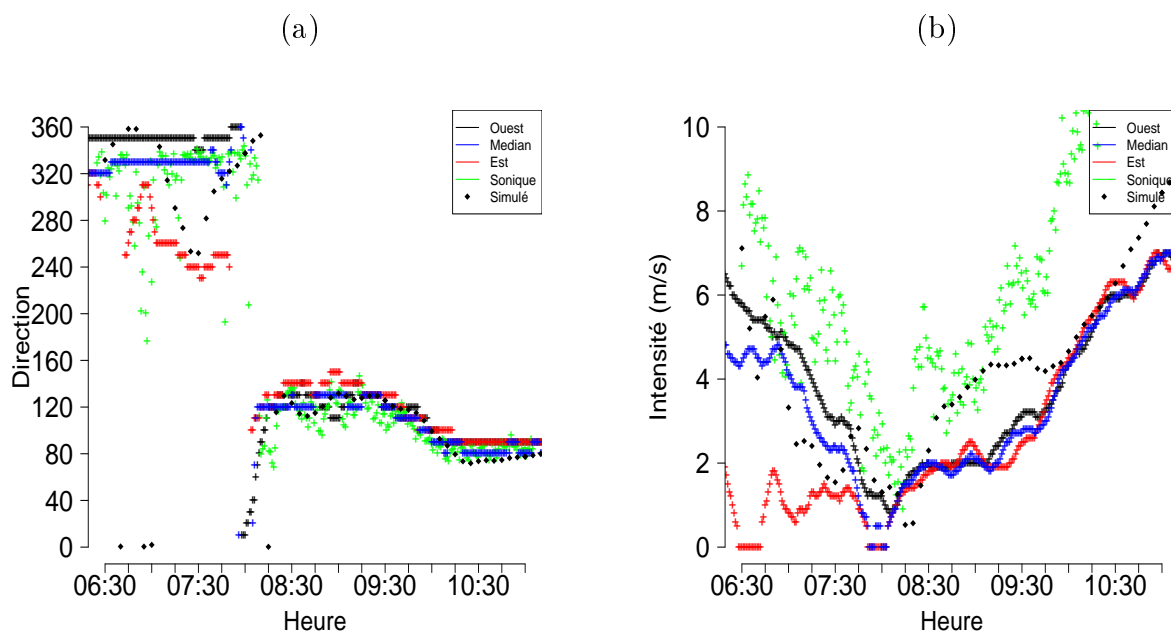 (a)
(b)
Direction
360
320
280
240
200
160
120
80
40
0
Ouest
Median
Est
Sonique
Simulé
06:30 07:30 08:30 09:30 10:30
Heure
Intensité (m/s)
10
8
6
4
2
0
Ouest
Median
Est
Sonique
Simulé
06:30 07:30 08:30 09:30 10:30
Heure